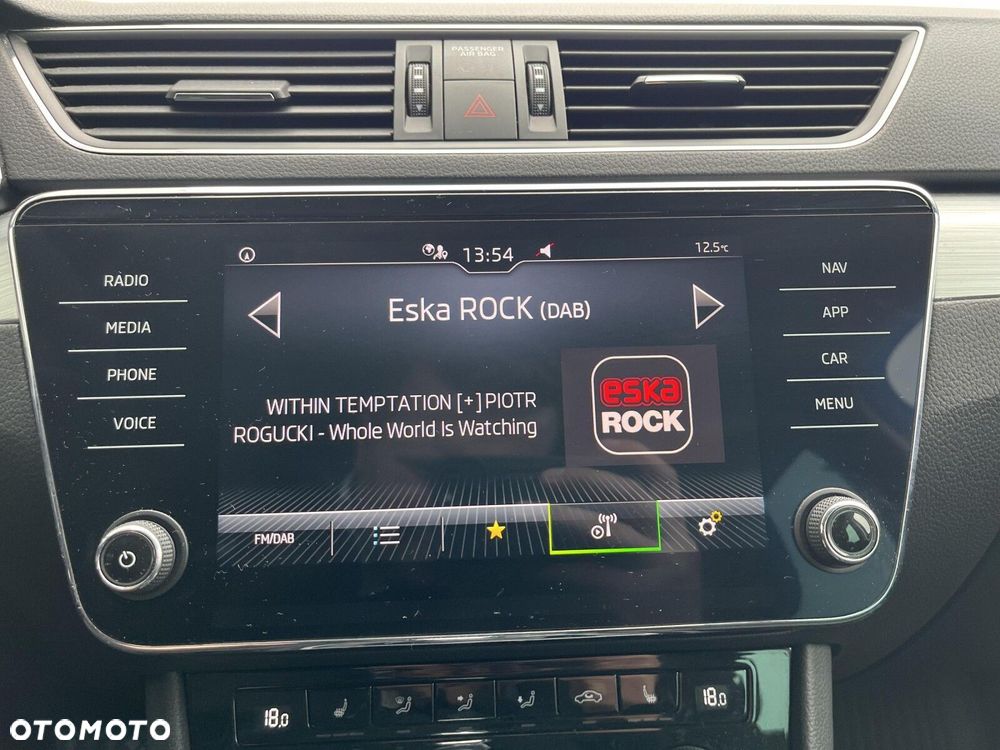 PASSENGER
AIR BAG
13:54
12.5°C
RADIO
MEDIA
PHONE
VOICE
Eska ROCK (DAB)
WITHIN TEMPTATION [+] PIOTR
ROGUCKI - Whole World Is Watching
eska
ROCK
FM/DAB
NAV
APP
CAR
MENU
18.0
18.0
OTOMOTO